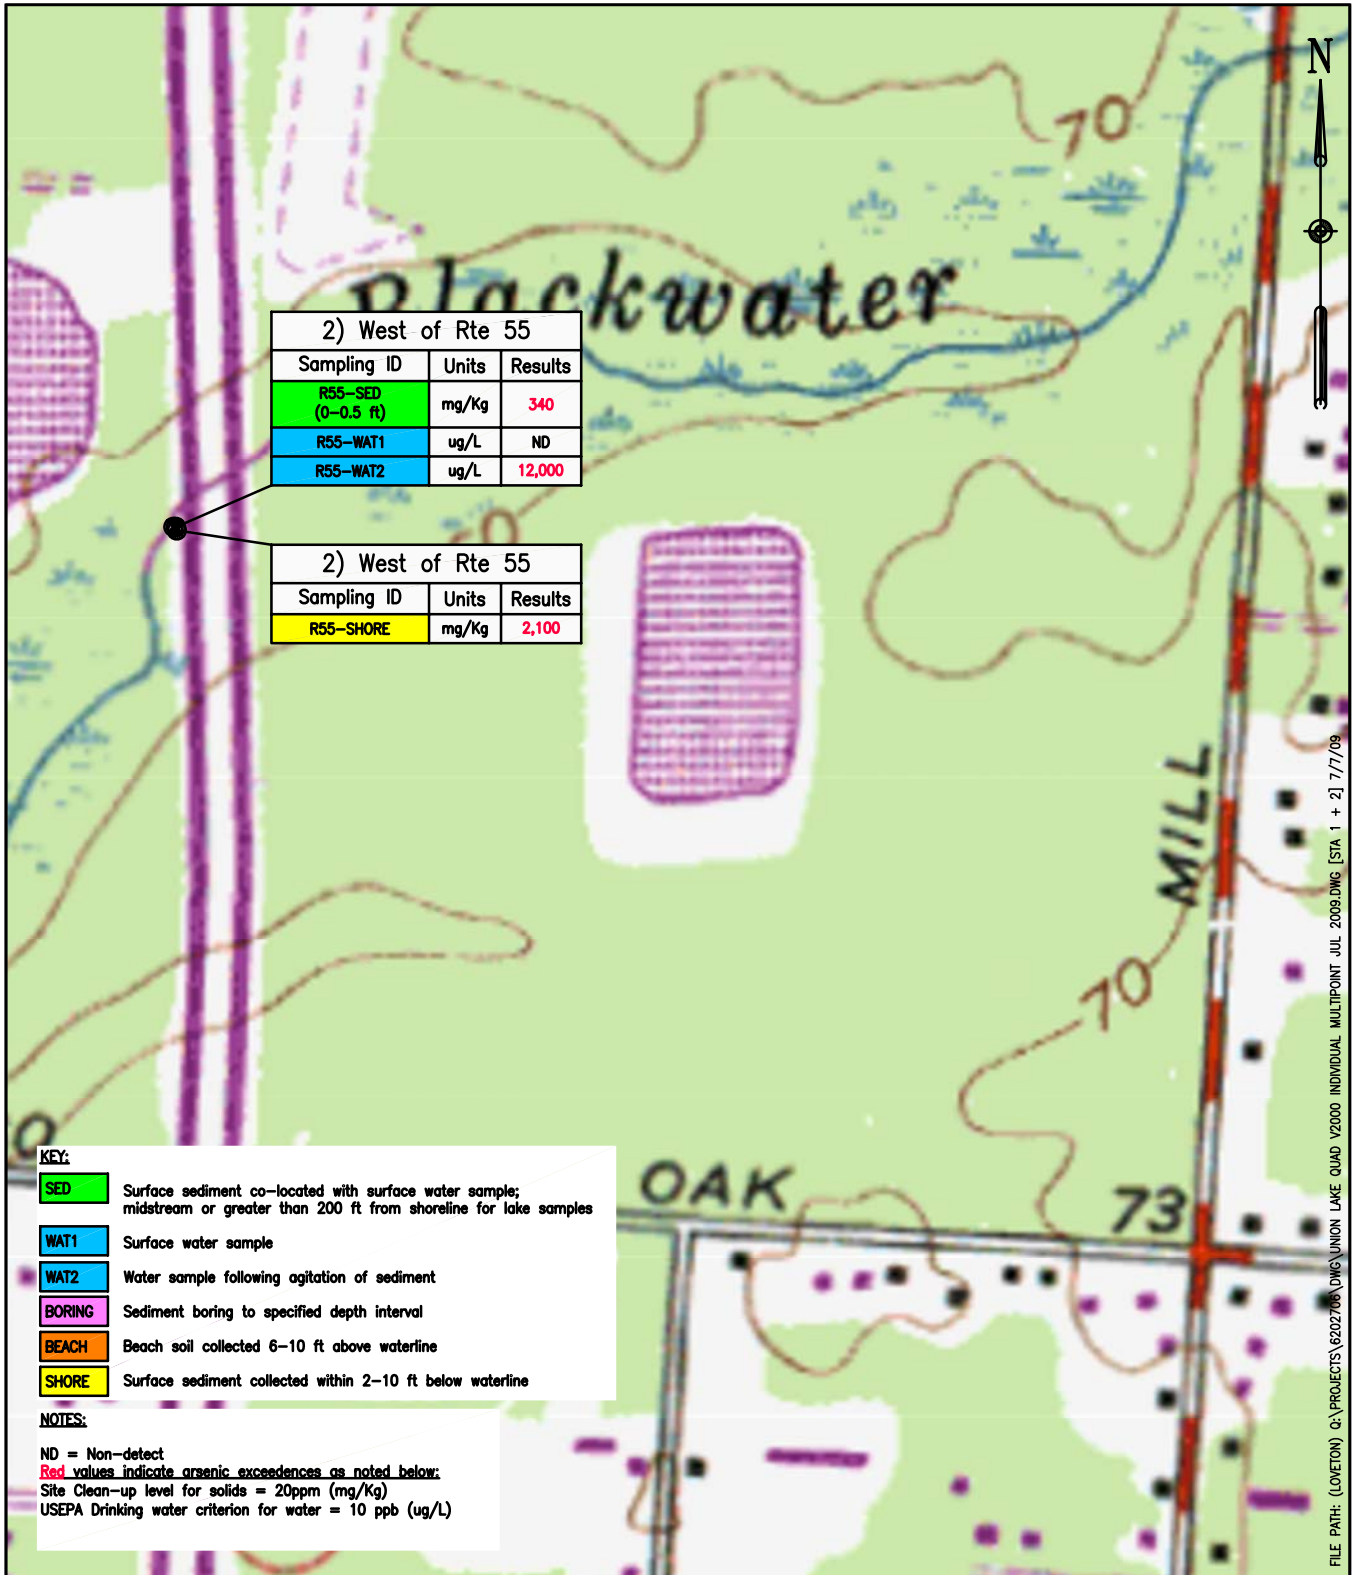 N
70
Blackwater
2) West of Rte 55
Sampling ID Units Results
R55-SED
(0-0.5 ft) mg/Kg 340
R55-WAT1 ug/L ND
R55-WAT2 ug/L 12,000
0
2) West of Rte 55
Sampling ID Units Results
R55-SHORE mg/Kg 2,100
MILL
70
0
OAK
73
KEY:
SED Surface sediment co-located with surface water sample;
midstream or greater than 200 ft from shoreline for lake samples
WAT1 Surface water sample
WAT2 Water sample following agitation of sediment
BORING Sediment boring to specified depth interval
BEACH Beach soil collected 6-10 ft above waterline
SHORE Surface sediment collected within 2-10 ft below waterline
NOTES:
ND = Non-detect
Red values indicate arsenic exceedences as noted below:
Site Clean-up level for solids = 20ppm (mg/Kg)
USEPA Drinking water criterion for water = 10 ppb (ug/L)
FILE PATH: (LOVETON) Q:\PROJECTS\6202706\DWG\UNION LAKE QUAD V2000 INDIVIDUAL MULTIPOINT JUL 2009.DWG [STA 1 + 2] 7/7/09